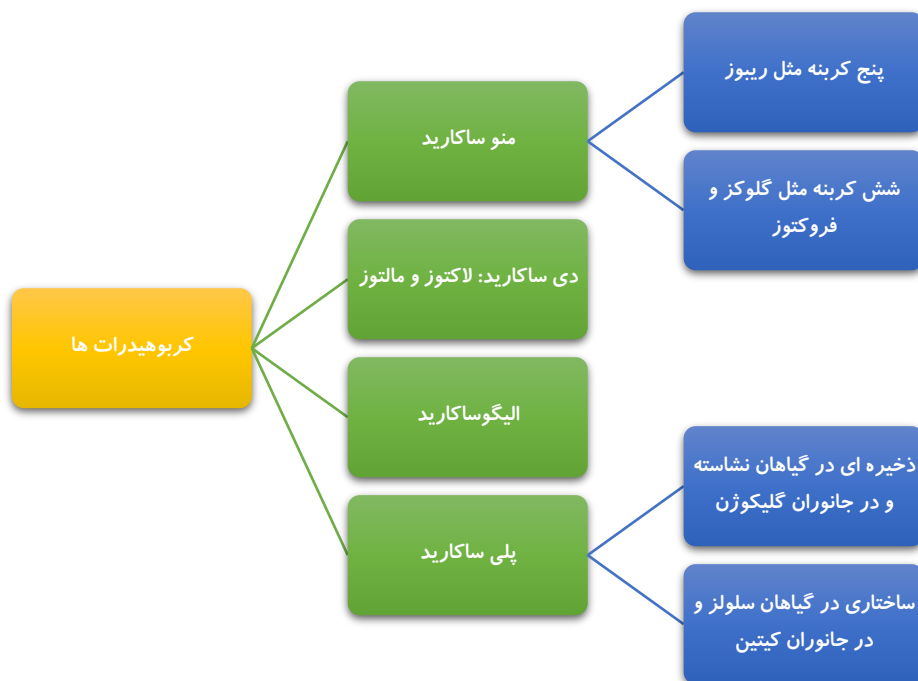 کربوهیدرات ها
منو ساکارید
پنج کربنه مثل ریبوز
شش کربنه مثل گلوکز و
فروکتوز
دی ساکارید: لاکتوز و مالتوز
الیگوساکارید
پلی ساکارید
ذخیره ای در گیاهان نشاسته
و در جانوران گلیکوژن
ساختاری در گیاهان سلولز و
در جانوران کیتین